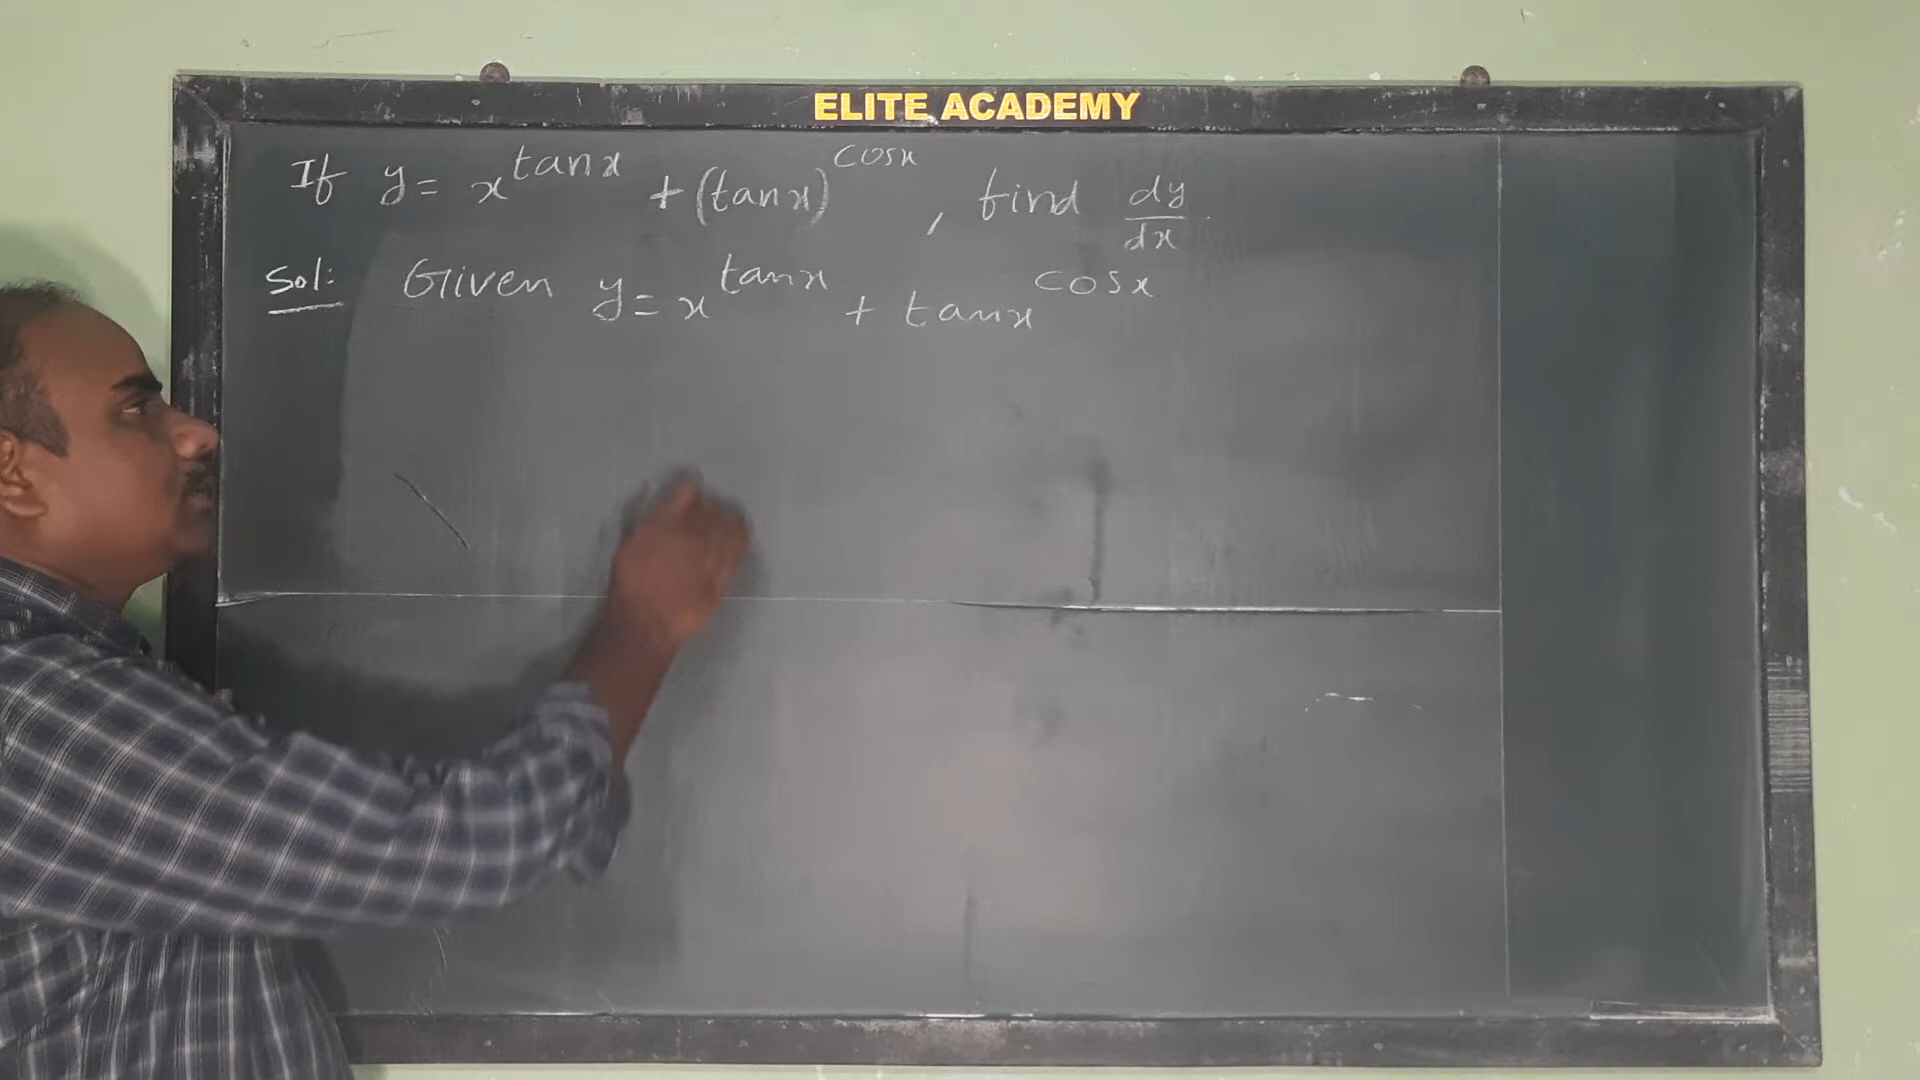 ELITE ACADEMY
If y = x^tanx + (tanx)^cosx, find dy/dx.
Sol: Given y = x^tanx + tanx^cosx